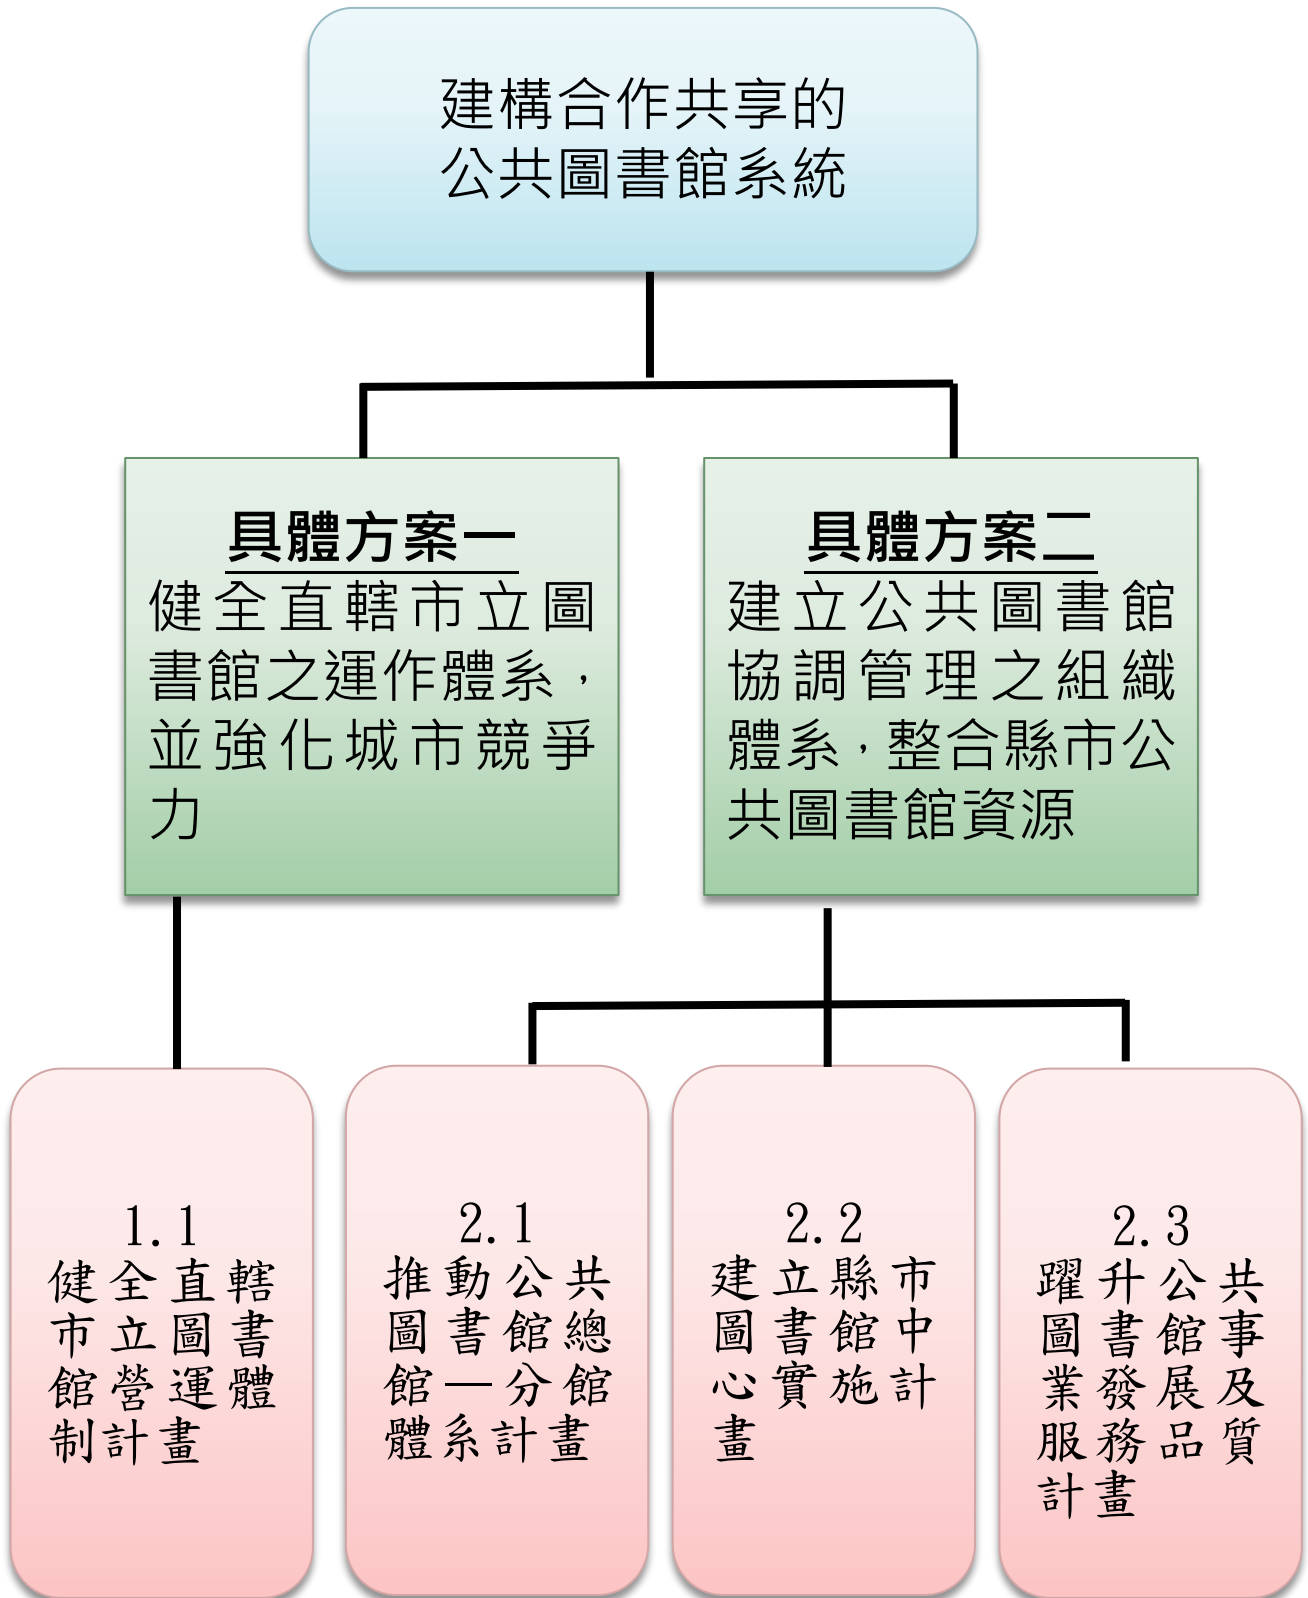 建構合作共享的
公共圖書館系統
具體方案一
健全直轄市立圖
書館之運作體系，
並強化城市競爭
力
具體方案二
建立公共圖書館
協調管理之組織
體系，整合縣市公
共圖書館資源
1.1
健全直轄
市立圖書
館營運體
制計畫
2.1
推動公共
圖書館總
館—分館
體系計畫
2.2
建立縣市
圖書館中
心實施計
畫
2.3
躍升公共
圖書館事
業發展及
服務品質
計畫